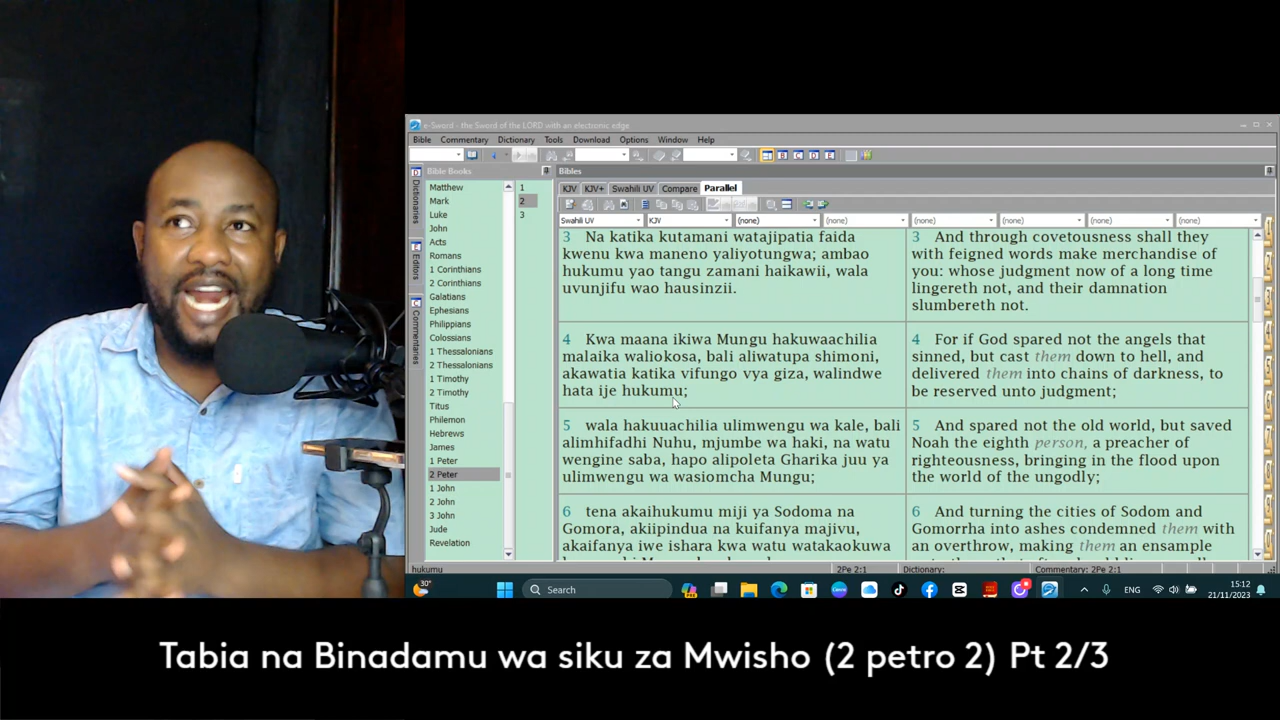 e-Sword - the Sword of the LORD with an electronic edge
Bible Commentary Dictionary Tools Download Options Window Help
Bible Books
Bibles
Dictionaries
Editors
Commentaries
Matthew
Mark
Luke
John
Acts
Romans
1 Corinthians
2 Corinthians
Galatians
Ephesians
Philippians
Colossians
1 Thessalonians
2 Thessalonians
1 Timothy
2 Timothy
Titus
Philemon
Hebrews
James
1 Peter
2 Peter
1 John
2 John
3 John
Jude
Revelation
1
2
3
KJV KJV+ Swahili UV Compare Parallel
Swahili UV KJV (none) (none) (none) (none) (none) (none)
3 Na katika kutamani watajipatia faida
kwenu kwa maneno yaliyotungwa; ambao
hukumu yao tangu zamani haikawii, wala
uvunjifu wao hausinzii.
3 And through covetousness shall they
with feigned words make merchandise of
you: whose judgment now of a long time
lingereth not, and their damnation
slumbereth not.
4 Kwa maana ikiwa Mungu hakuwaachilia
malaika waliokosa, bali aliwatupa shimoni,
akawatia katika vifungo vya giza, walindwe
hata ije hukumu;
4 For if God spared not the angels that
sinned, but cast them down to hell, and
delivered them into chains of darkness, to
be reserved unto judgment;
5 wala hakuuachilia ulimwengu wa kale, bali
alimhifadhi Nuhu, mjumbe wa haki, na watu
wengine saba, hapo alipoleta Gharika juu ya
ulimwengu wa wasiomcha Mungu;
5 And spared not the old world, but saved
Noah the eighth person, a preacher of
righteousness, bringing in the flood upon
the world of the ungodly;
6 tena akaihukumu miji ya Sodoma na
Gomora, akiipindua na kuifanya majivu,
akaifanya iwe ishara kwa watu watakaokuwa
6 And turning the cities of Sodom and
Gomorrha into ashes condemned them with
an overthrow, making them an ensample
hukumu
2Pe 2:1
Dictionary:
Commentary: 2Pe 2:1
30°
Search
ENG
15:12
21/11/2023
Tabia na Binadamu wa siku za Mwisho (2 petro 2) Pt 2/3